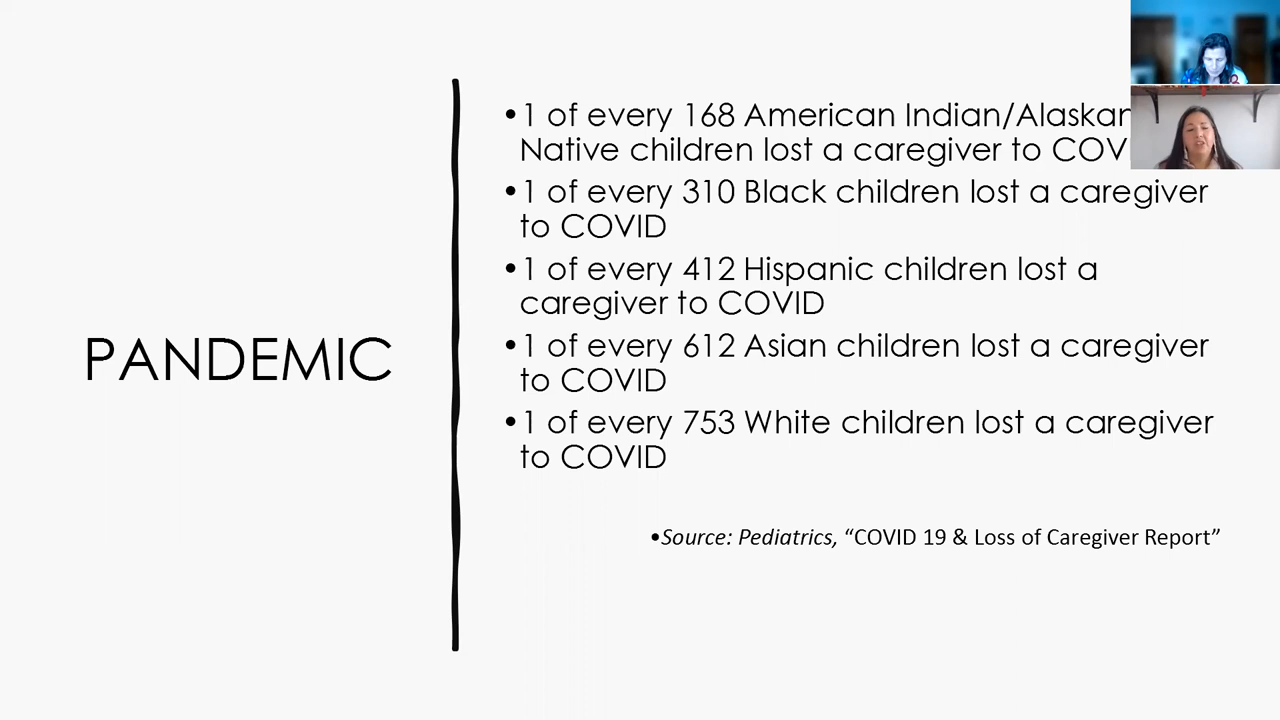 PANDEMIC
•1 of every 168 American Indian/Alaskan
Native children lost a caregiver to COV
•1 of every 310 Black children lost a caregiver
to COVID
•1 of every 412 Hispanic children lost a
caregiver to COVID
•1 of every 612 Asian children lost a caregiver
to COVID
•1 of every 753 White children lost a caregiver
to COVID
•Source: Pediatrics, “COVID 19 & Loss of Caregiver Report”